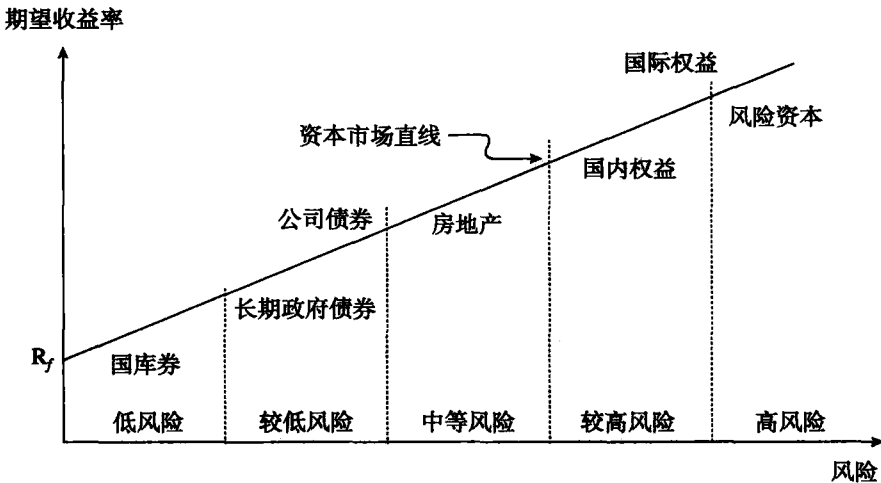 期望收益率
国际权益
风险资本
资本市场直线
国内权益
公司债券
房地产
长期政府债券
Rf
国库券
低风险
较低风险
中等风险
较高风险
高风险
风险